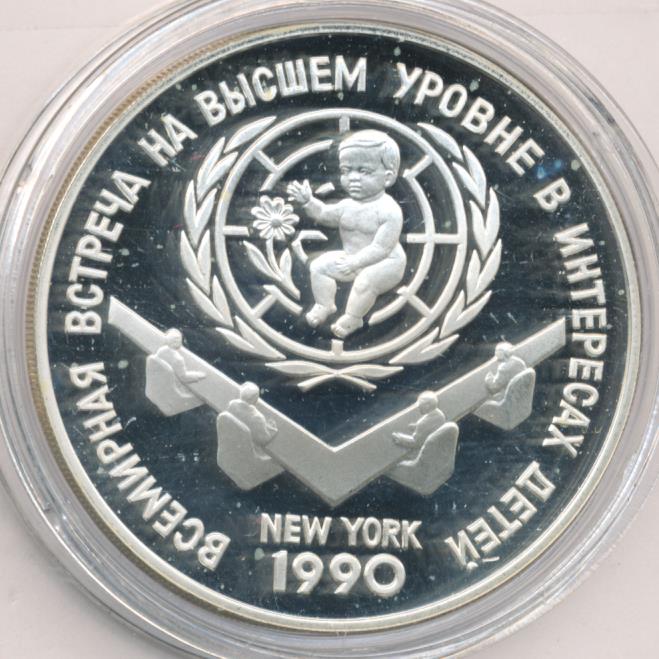 ВСЕМИРНАЯ ВСТРЕЧА НА ВЫСШЕМ УРОВНЕ В ИНТЕРЕСАХ ДЕТЕЙ
NEW YORK
1990